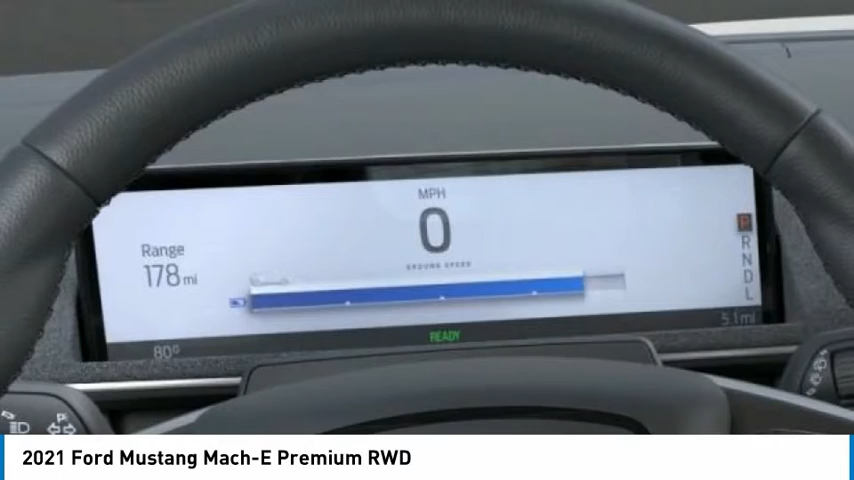 MPH
0
GROUND SPEED
Range
178 mi
P
R
N
D
L
5.1 mi
READY
80°
2021 Ford Mustang Mach-E Premium RWD